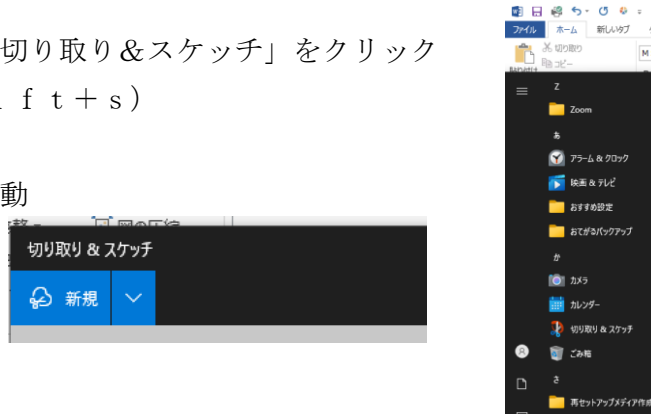 切り取り&スケッチ」をクリック
ft+s)
動
図の圧縮
切り取り & スケッチ
新規
ファイル ホーム 新しいタブ
切り取り
コピー
M
Z
Zoom
あ
アラーム & クロック
映画 & テレビ
おすすめ設定
おてがるバックアップ
か
カメラ
カレンダー
切り取り & スケッチ
ごみ箱
さ
再セットアップメディア作成